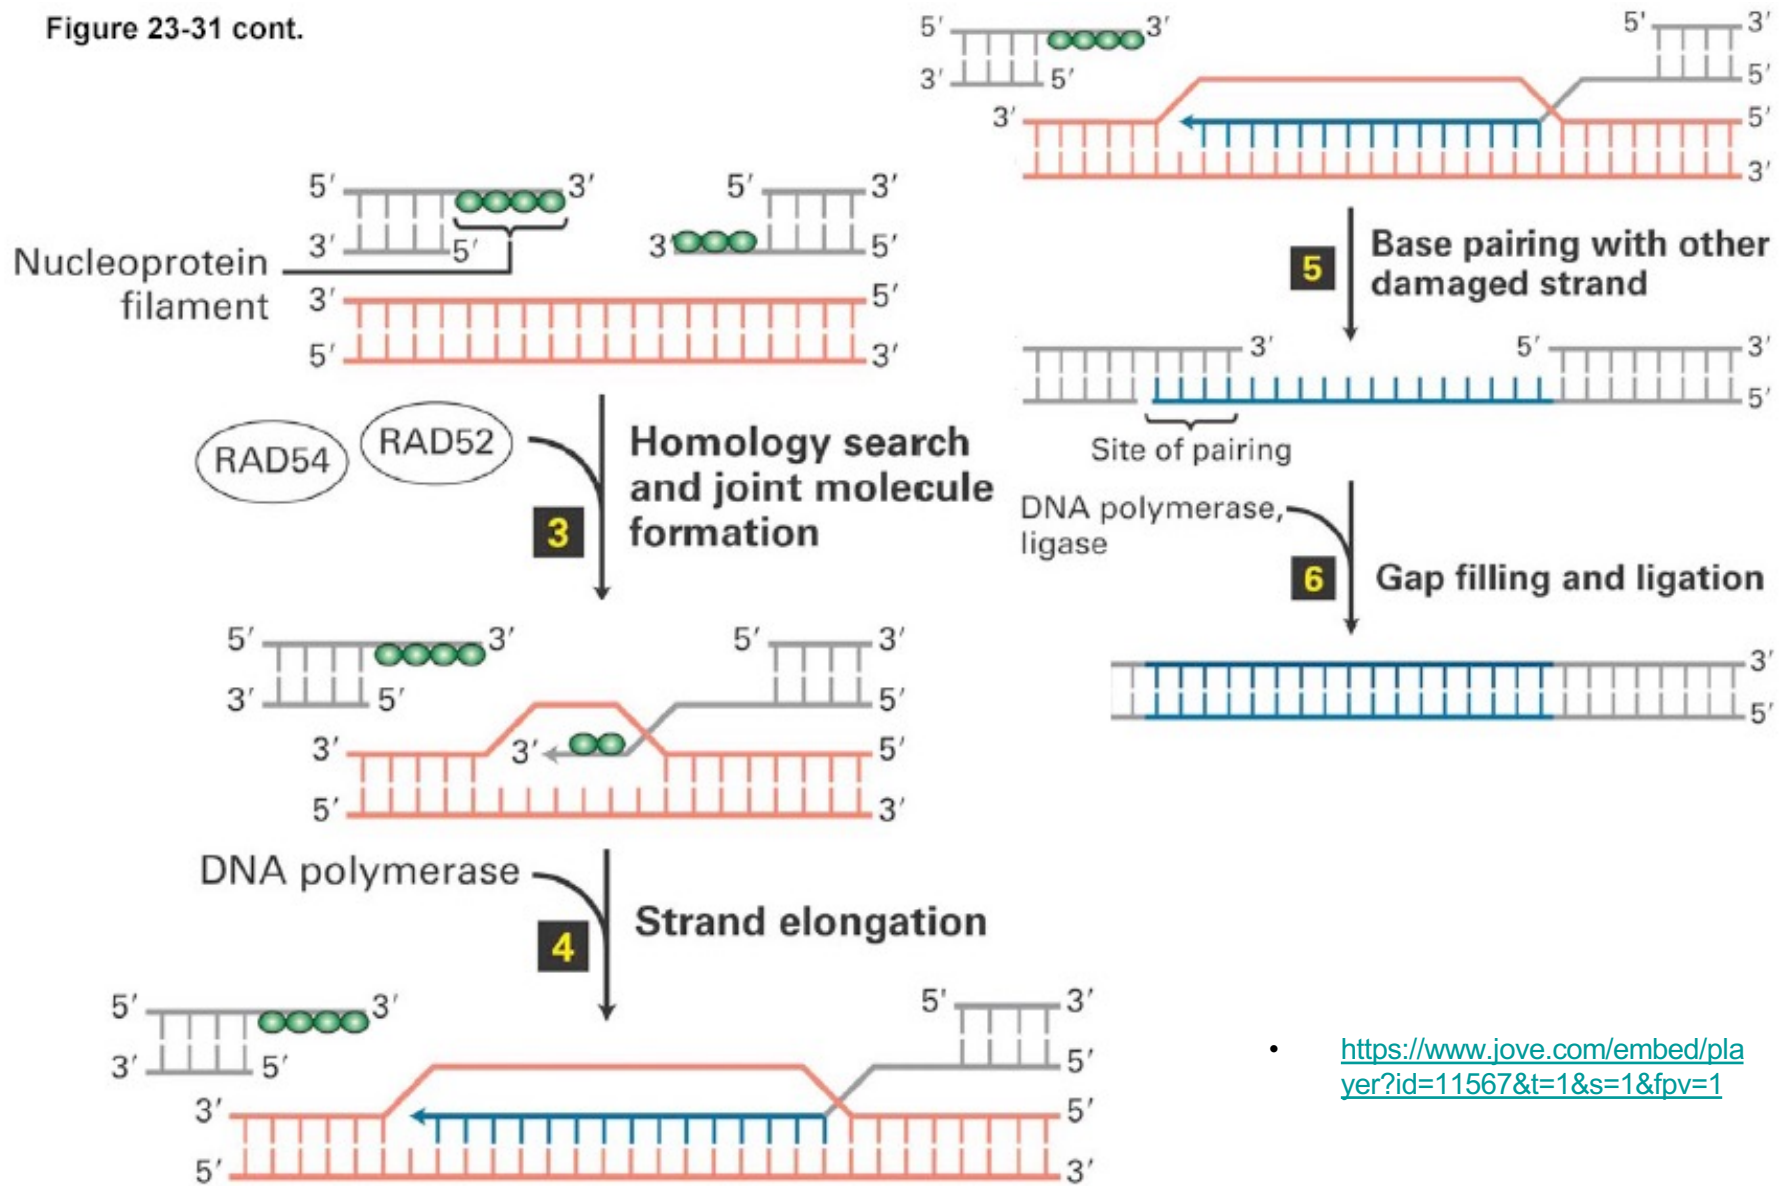 Figure 23-31 cont.
5′ 3′ 5′ 3′
3′ 5′ 3′ 5′
Nucleoprotein
filament
3′ 5′
5′ 3′
RAD54
RAD52
3
Homology search
and joint molecule
formation
5′ 3′ 5′ 3′
3′ 5′ 5′
3′ 3′ 5′
5′ 3′
DNA polymerase
4
Strand elongation
5′ 3′ 5′ 3′
3′ 5′ 5′
3′ 5′
5′ 3′
5′ 3′ 5′ 3′
3′ 5′ 5′
3′ 5′
3′
5
Base pairing with other
damaged strand
3′ 5′ 3′
5′
Site of pairing
DNA polymerase,
ligase
6
Gap filling and ligation
3′
5′
• https://www.jove.com/embed/pla
yer?id=11567&t=1&s=1&fpv=1